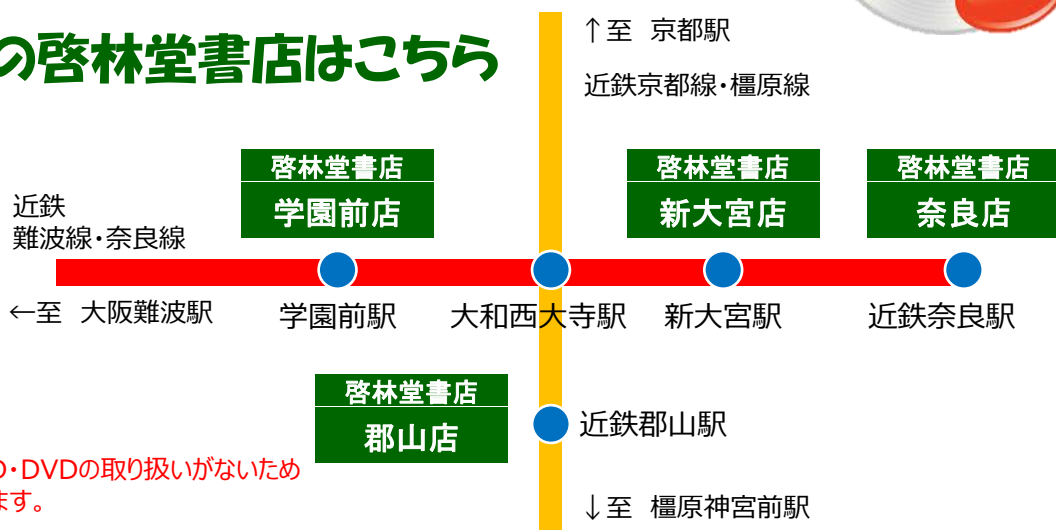 ↑至 京都駅
の啓林堂書店はこちら
近鉄京都線・橿原線
啓林堂書店
学園前店
啓林堂書店
新大宮店
啓林堂書店
奈良店
近鉄
難波線・奈良線
←至 大阪難波駅
学園前駅
大和西大寺駅
新大宮駅
近鉄奈良駅
啓林堂書店
郡山店
近鉄郡山駅
・DVDの取り扱いがないため
ます。
↓至 橿原神宮前駅